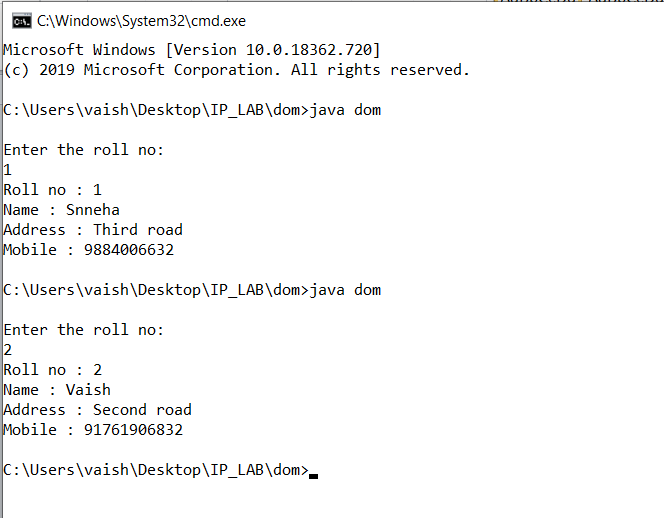 C:\Windows\System32\cmd.exe
Microsoft Windows [Version 10.0.18362.720]
(c) 2019 Microsoft Corporation. All rights reserved.
C:\Users\vaish\Desktop\IP_LAB\dom>java dom
Enter the roll no:
1
Roll no : 1
Name : Snneha
Address : Third road
Mobile : 9884006632
C:\Users\vaish\Desktop\IP_LAB\dom>java dom
Enter the roll no:
2
Roll no : 2
Name : Vaish
Address : Second road
Mobile : 91761906832
C:\Users\vaish\Desktop\IP_LAB\dom>